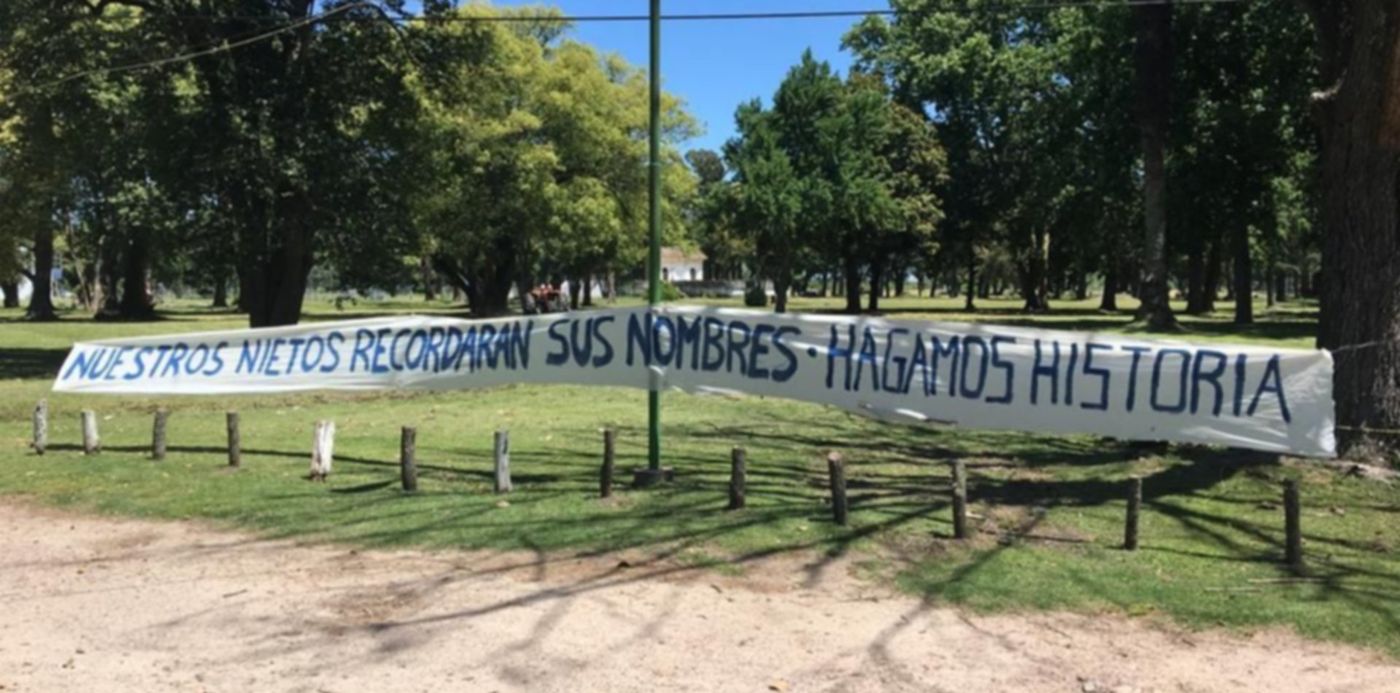 NUESTROS NIETOS RECORDARAN SUS NOMBRES · HAGAMOS HISTORIA